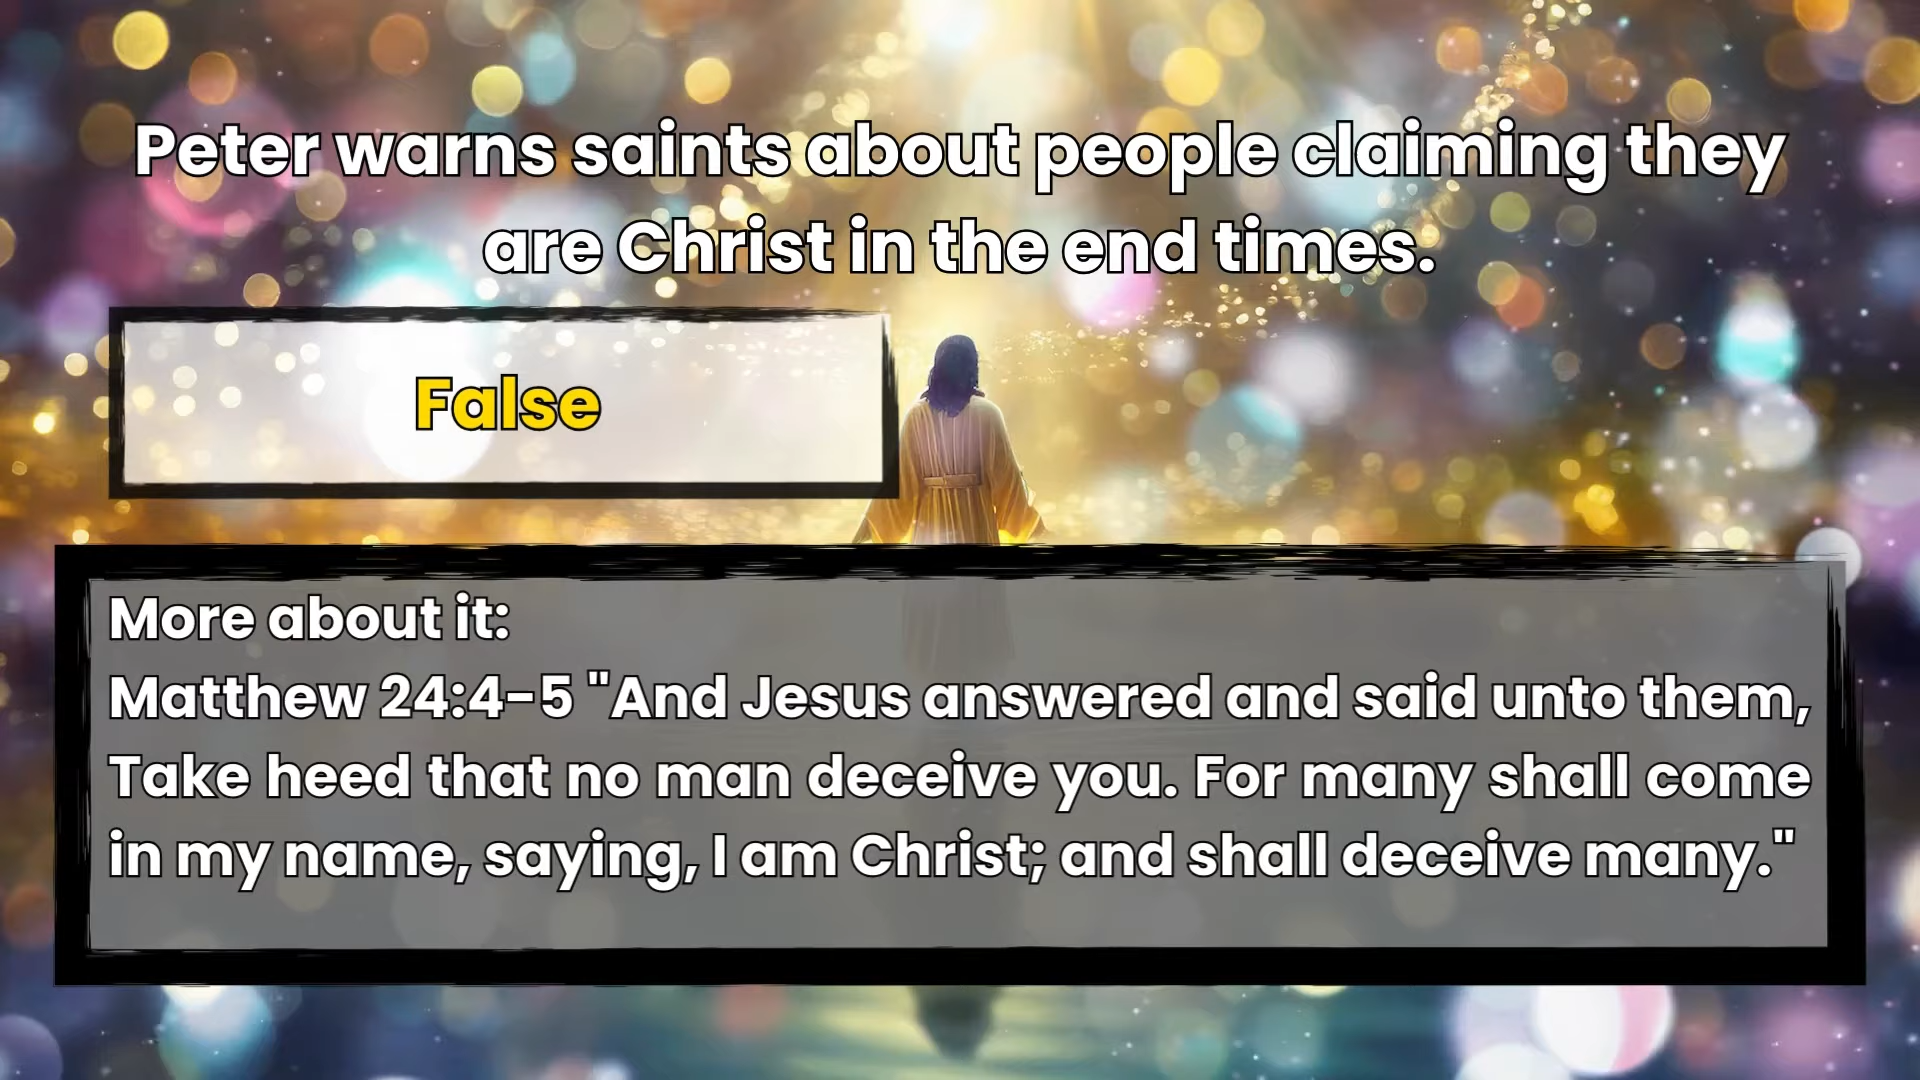 Peter warns saints about people claiming they
are Christ in the end times.
False
More about it:
Matthew 24:4-5 "And Jesus answered and said unto them,
Take heed that no man deceive you. For many shall come
in my name, saying, I am Christ; and shall deceive many."